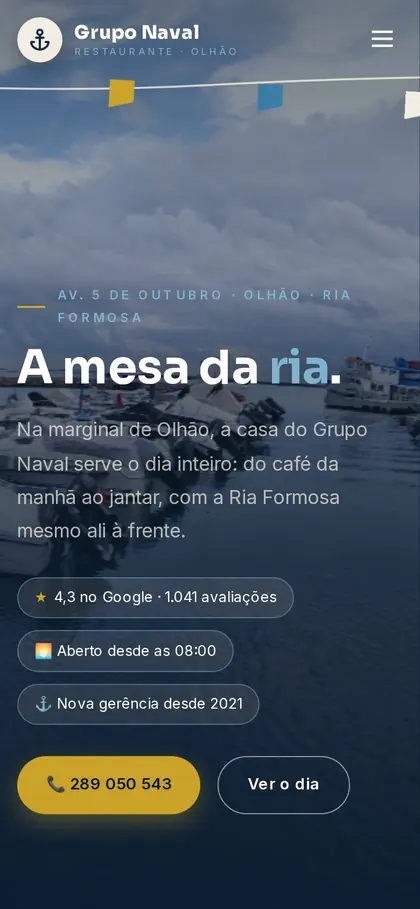 Grupo Naval
RESTAURANTE · OLHÃO
AV. 5 DE OUTUBRO · OLHÃO · RIA
FORMOSA
A mesa da ria.
Na marginal de Olhão, a casa do Grupo
Naval serve o dia inteiro: do café da
manhã ao jantar, com a Ria Formosa
mesmo ali à frente.
★ 4,3 no Google · 1.041 avaliações
🌅 Aberto desde as 08:00
⚓ Nova gerência desde 2021
📞 289 050 543
Ver o dia